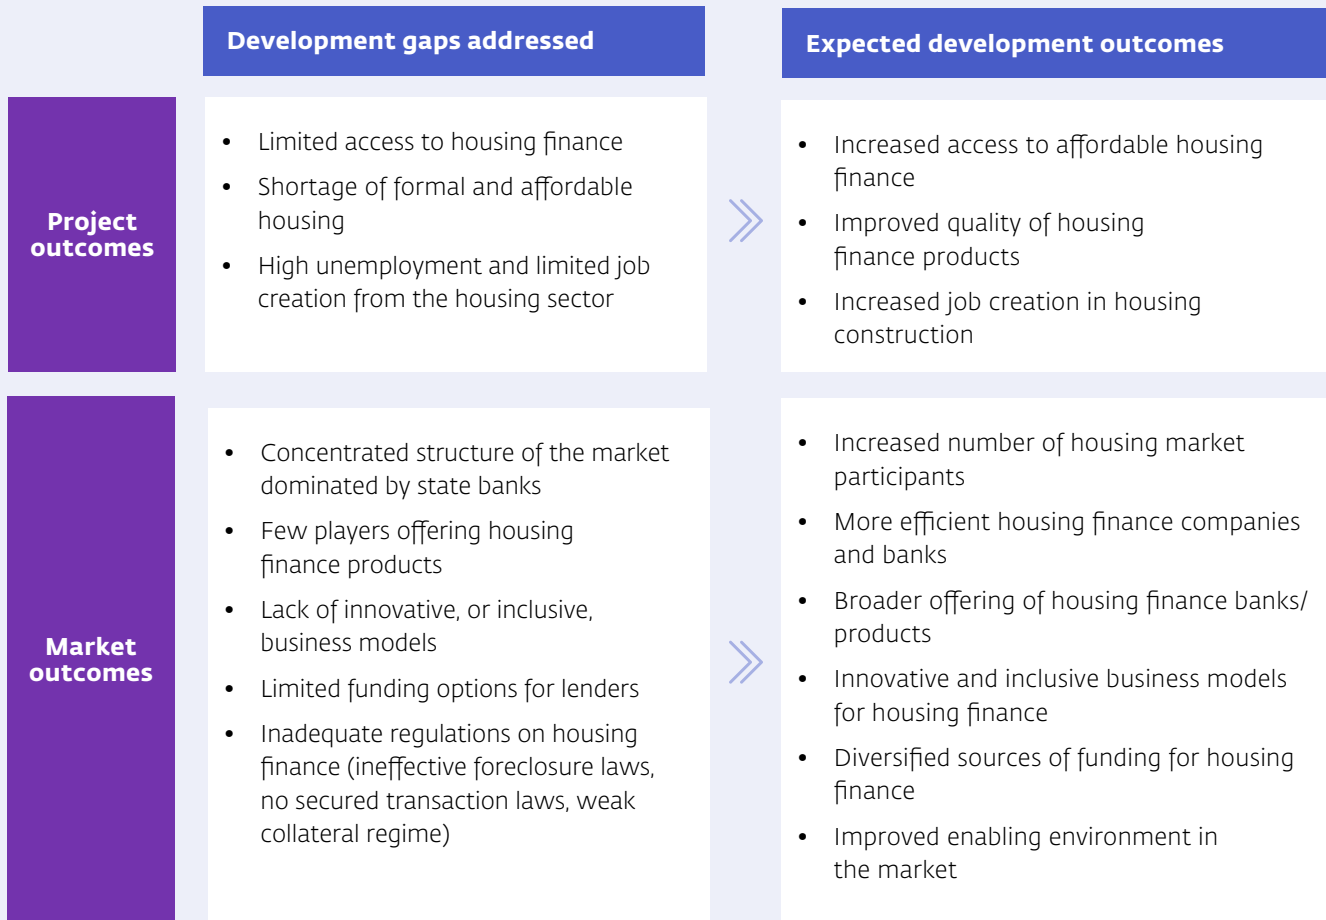 Development gaps addressed
Expected development outcomes
Project
outcomes
• Limited access to housing finance
• Shortage of formal and affordable
housing
• High unemployment and limited job
creation from the housing sector
• Increased access to affordable housing
finance
• Improved quality of housing
finance products
• Increased job creation in housing
construction
Market
outcomes
• Concentrated structure of the market
dominated by state banks
• Few players offering housing
finance products
• Lack of innovative, or inclusive,
business models
• Limited funding options for lenders
• Inadequate regulations on housing
finance (ineffective foreclosure laws,
no secured transaction laws, weak
collateral regime)
• Increased number of housing market
participants
• More efficient housing finance companies
and banks
• Broader offering of housing finance banks/
products
• Innovative and inclusive business models
for housing finance
• Diversified sources of funding for housing
finance
• Improved enabling environment in
the market